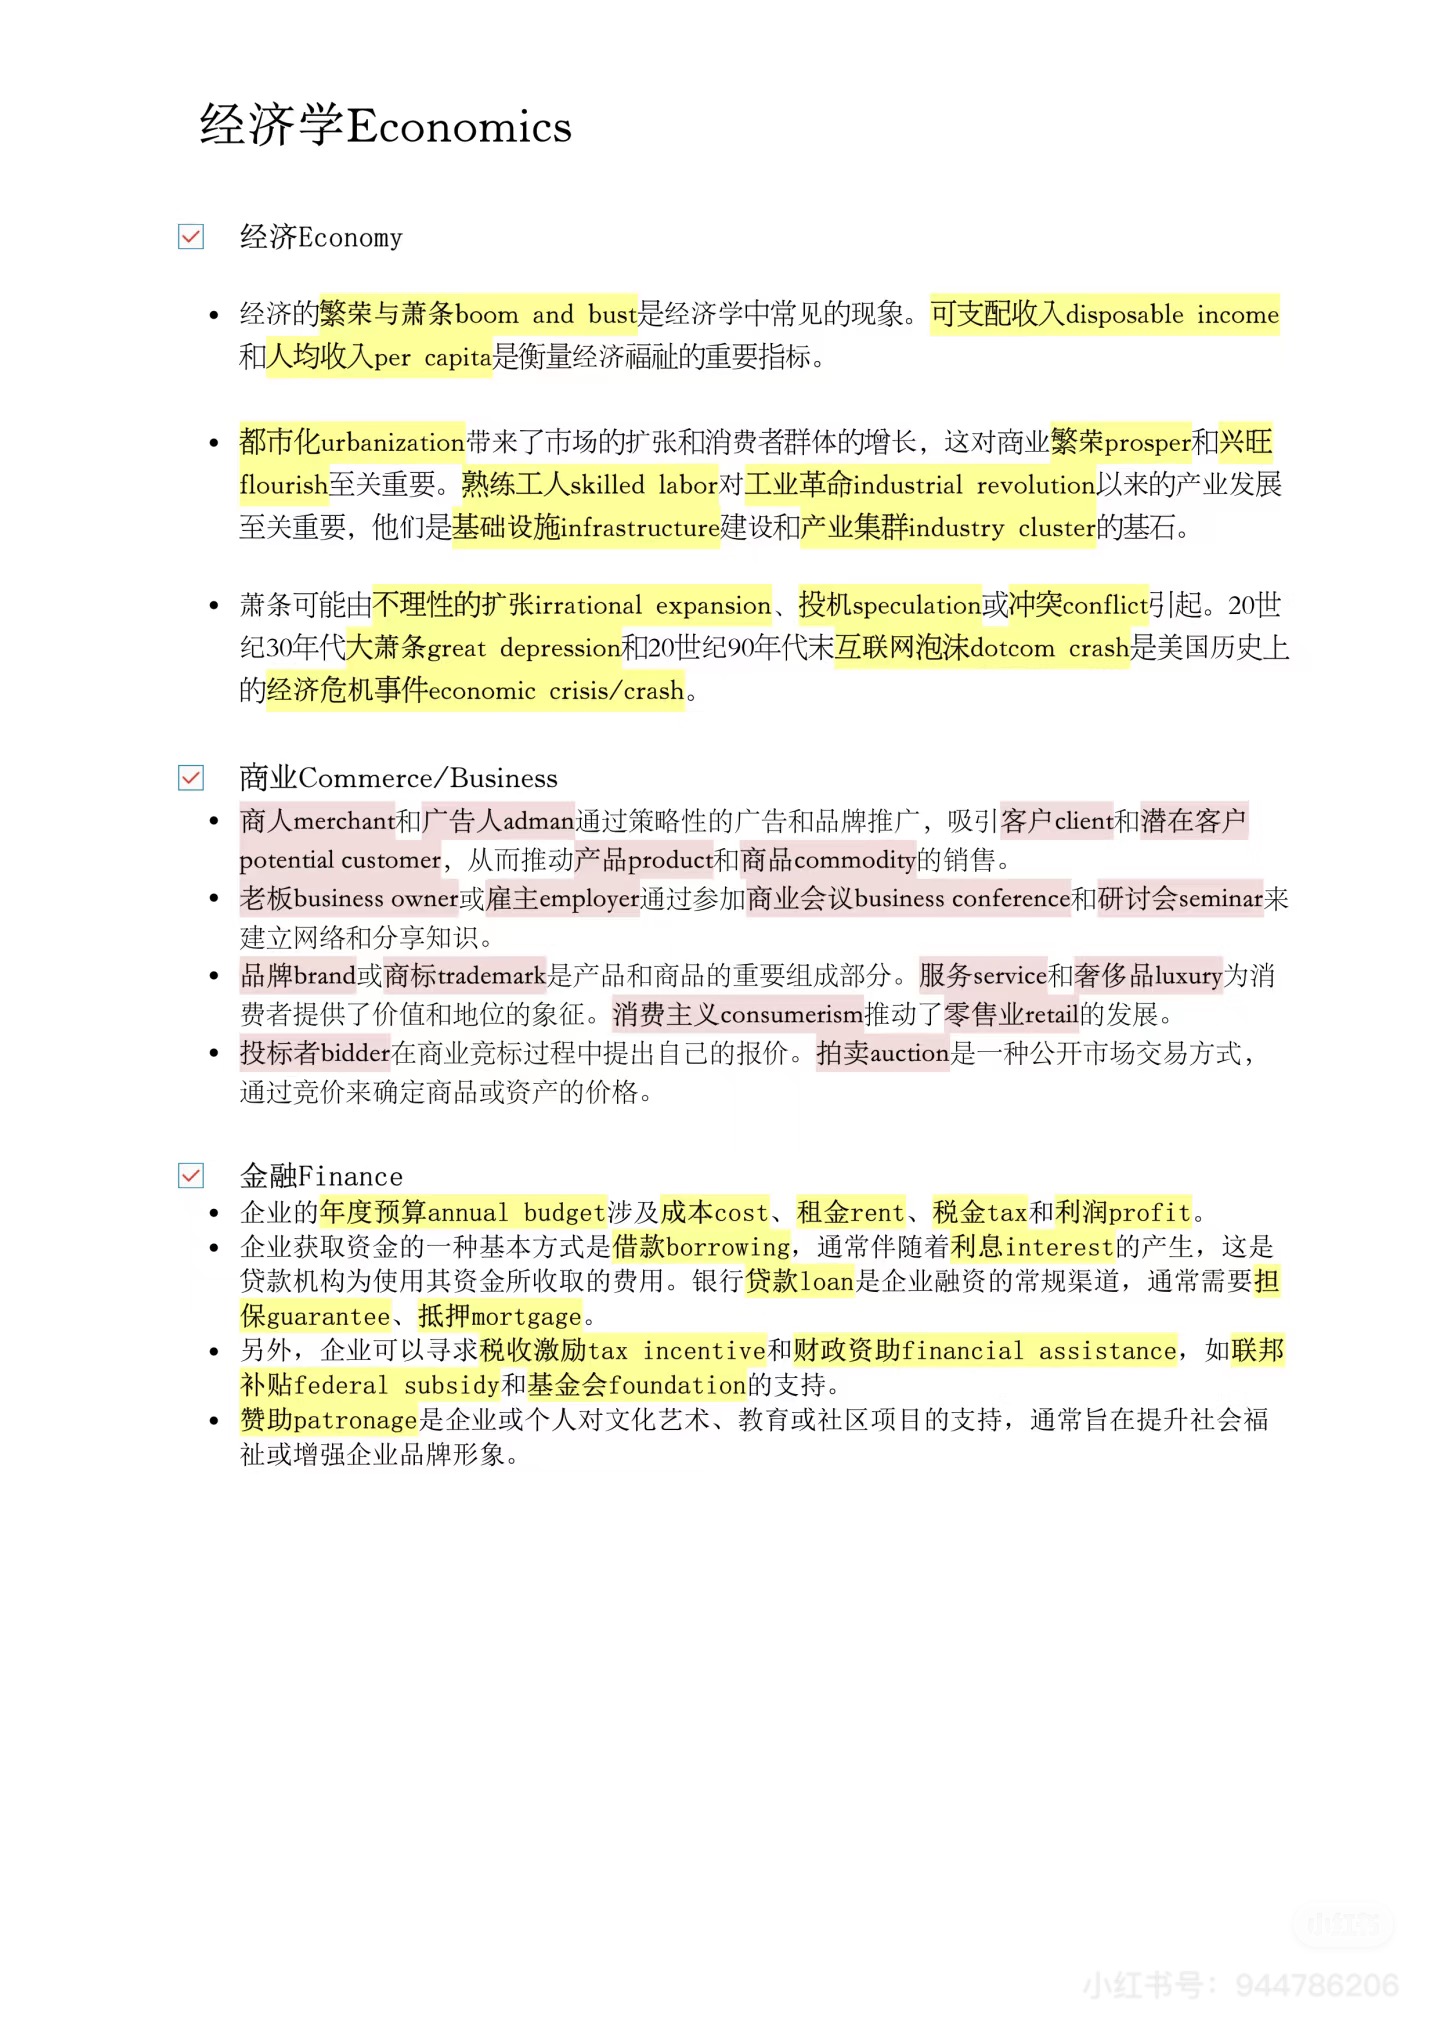 经济学Economics
经济Economy
经济的繁荣与萧条boom and bust是经济学中常见的现象。可支配收入disposable income
和人均收入per capita是衡量经济福祉的重要指标。
都市化urbanization带来了市场的扩张和消费者群体的增长，这对商业繁荣prosper和兴旺
flourish至关重要。熟练工人skilled labor对工业革命industrial revolution以来的产业发展
至关重要，他们是基础设施infrastructure建设和产业集群industry cluster的基石。
萧条可能由不理性的扩张irrational expansion、投机speculation或冲突conflict引起。20世
纪30年代大萧条great depression和20世纪90年代末互联网泡沫dotcom crash是美国历史上
的经济危机事件economic crisis/crash。
商业Commerce/Business
商人merchant和广告人adman通过策略性的广告和品牌推广，吸引客户client和潜在客户
potential customer，从而推动产品product和商品commodity的销售。
老板business owner或雇主employer通过参加商业会议business conference和研讨会seminar来
建立网络和分享知识。
品牌brand或商标trademark是产品和商品的重要组成部分。服务service和奢侈品luxury为消
费者提供了价值和地位的象征。消费主义consumerism推动了零售业retail的发展。
投标者bidder在商业竞标过程中提出自己的报价。拍卖auction是一种公开市场交易方式，
通过竞价来确定商品或资产的价格。
金融Finance
企业的年度预算annual budget涉及成本cost、租金rent、税金tax和利润profit。
企业获取资金的一种基本方式是借款borrowing，通常伴随着利息interest的产生，这是
贷款机构为使用其资金所收取的费用。银行贷款loan是企业融资的常规渠道，通常需要担
保guarantee、抵押mortgage。
另外，企业可以寻求税收激励tax incentive和财政资助financial assistance，如联邦
补贴federal subsidy和基金会foundation的支持。
赞助patronage是企业或个人对文化艺术、教育或社区项目的支持，通常旨在提升社会福
祉或增强企业品牌形象。
小红书
小红书号：944786206